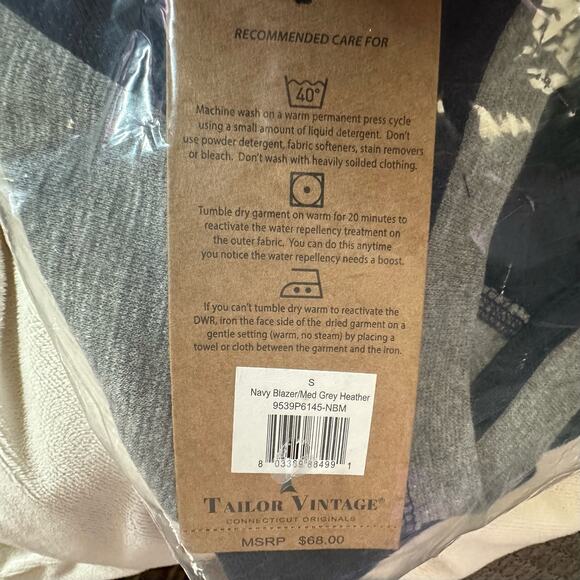 RECOMMENDED CARE FOR
40°
Machine wash on a warm permanent press cycle
using a small amount of liquid detergent. Don't
use powder detergent, fabric softeners, stain removers
or bleach. Don't wash with heavily soilded clothing.
Tumble dry garment on warm for 20 minutes to
reactivate the water repellency treatment on
the outer fabric. You can do this anytime
you notice the water repellency needs a boost.
If you can't tumble dry warm to reactivate the
DWR, iron the face side of the dried garment on a
gentle setting (warm, no steam) by placing a
towel or cloth between the garment and the iron.
S
Navy Blazer/Med Grey Heather
9539P6145-NBM
8 03369 88499 1
TAILOR VINTAGE®
CONNECTICUT ORIGINALS
MSRP $68.00